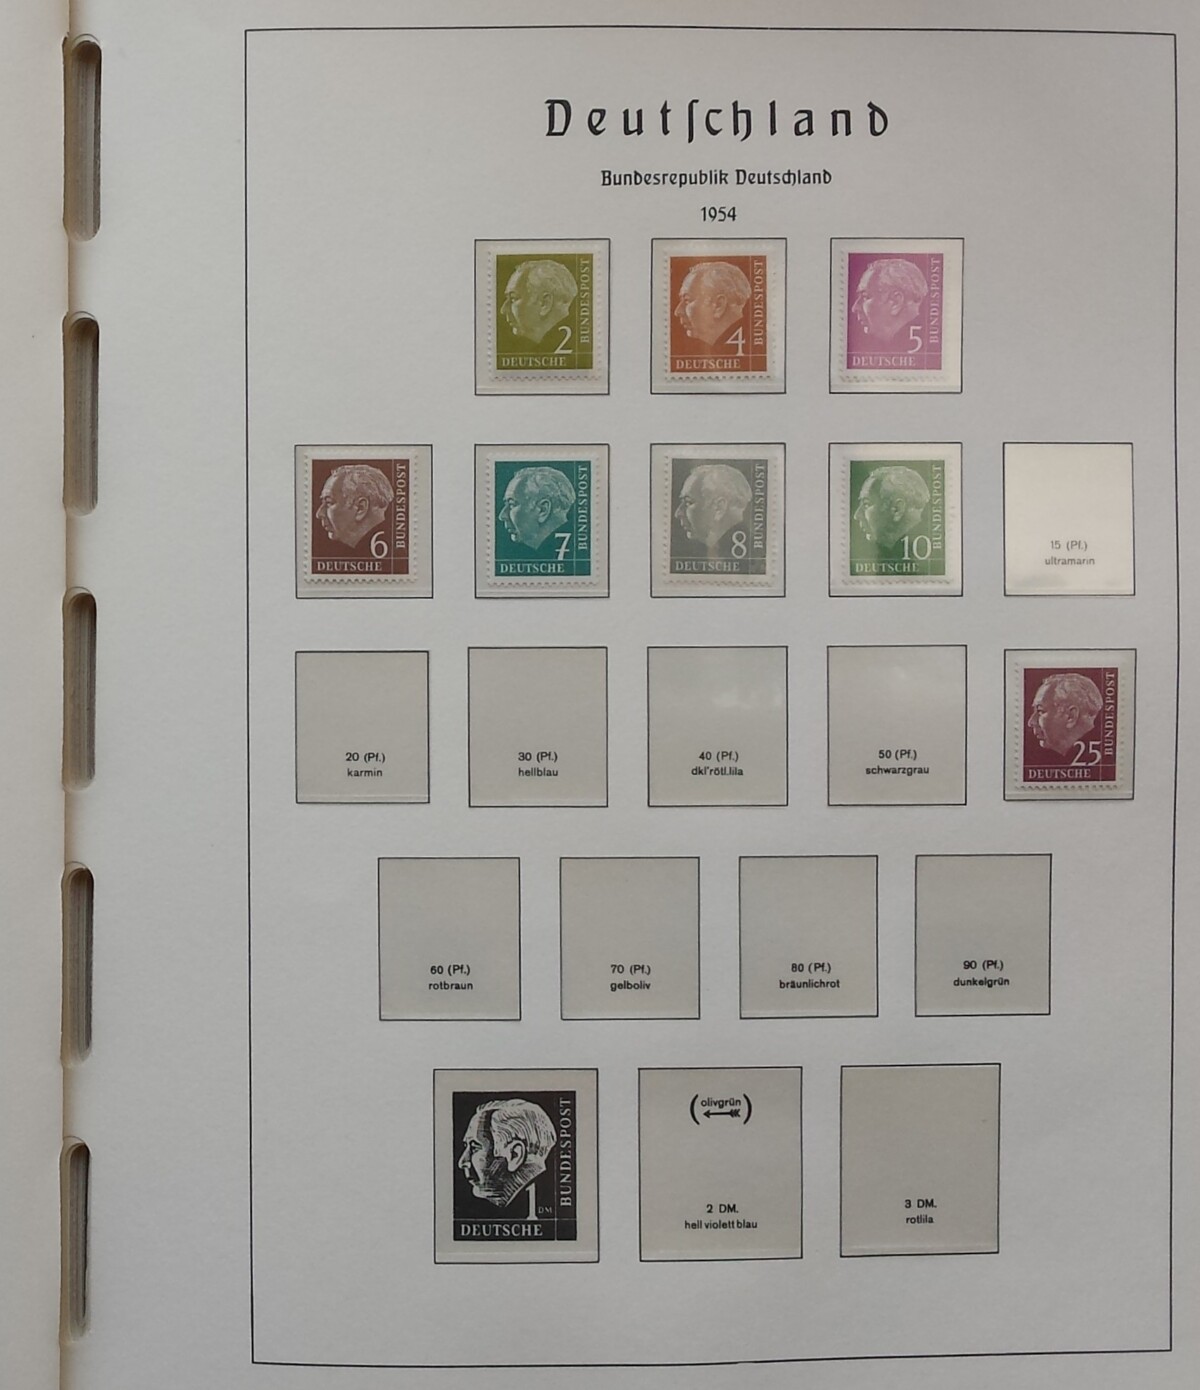 Deutſchland
Bundesrepublik Deutschland
1954
2 BUNDESPOST
DEUTSCHE
4 BUNDESPOST
DEUTSCHE
5 BUNDESPOST
DEUTSCHE
6 BUNDESPOST
DEUTSCHE
7 BUNDESPOST
DEUTSCHE
8 BUNDESPOST
DEUTSCHE
10 BUNDESPOST
DEUTSCHE
15 (Pf.)
ultramarin
20 (Pf.)
karmin
30 (Pf.)
hellblau
40 (Pf.)
dkl'rötl.lila
50 (Pf.)
schwarzgrau
25 BUNDESPOST
DEUTSCHE
60 (Pf.)
rotbraun
70 (Pf.)
gelboliv
80 (Pf.)
bräunlichrot
90 (Pf.)
dunkelgrün
1 DM BUNDESPOST
DEUTSCHE
(olivgrün)
2 DM.
hell violett blau
3 DM.
rotlila